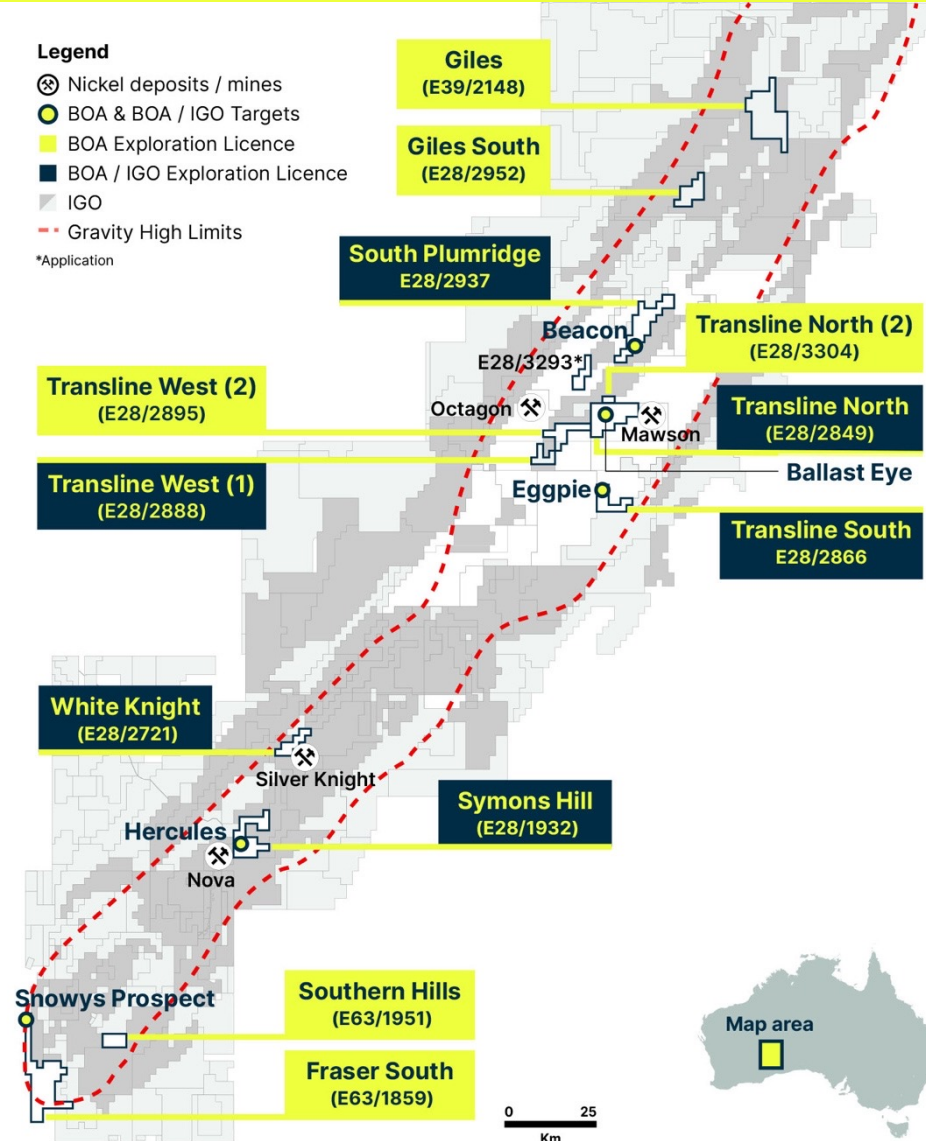 Legend
Nickel deposits / mines
BOA & BOA / IGO Targets
BOA Exploration Licence
BOA / IGO Exploration Licence
IGO
Gravity High Limits
*Application
Giles
(E39/2148)
Giles South
(E28/2952)
South Plumridge
E28/2937
Beacon
E28/3293*
Transline North (2)
(E28/3304)
Transline West (2)
(E28/2895)
Octagon
Mawson
Transline North
(E28/2849)
Ballast Eye
Transline West (1)
(E28/2888)
Eggpie
Transline South
E28/2866
White Knight
(E28/2721)
Silver Knight
Symons Hill
(E28/1932)
Hercules
Nova
Snowys Prospect
Southern Hills
(E63/1951)
Fraser South
(E63/1859)
Map area
0 25
Km